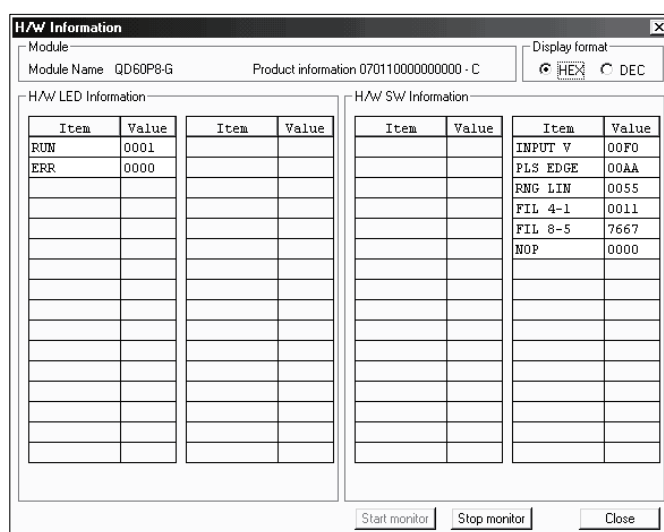 H/W Information
Module
Module Name QD60P8-G Product information 070110000000000 - C
Display format
HEX DEC
H/W LED Information
Item Value Item Value
RUN 0001
ERR 0000
H/W SW Information
Item Value Item Value
INPUT V 00F0
PLS EDGE 00AA
RNG LIN 0055
FIL 4-1 0011
FIL 8-5 7667
NOP 0000
Start monitor Stop monitor Close